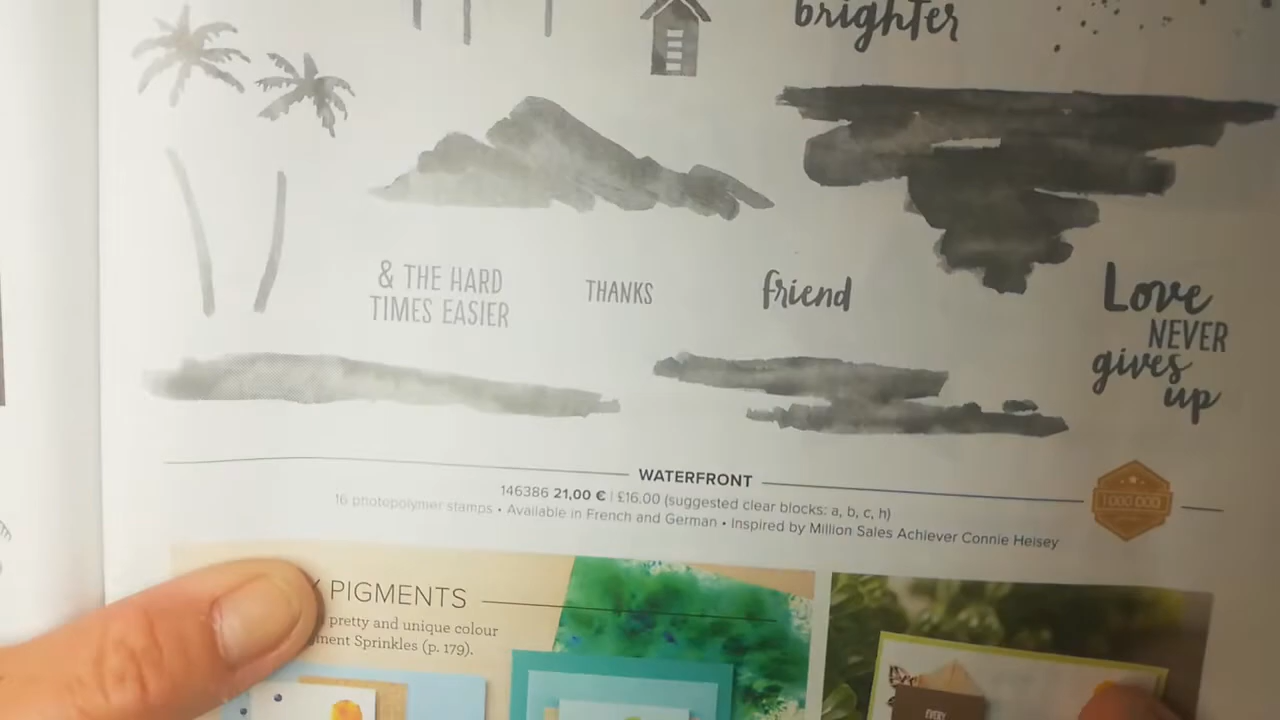 brighter
& THE HARD
TIMES EASIER
THANKS
friend
Love
NEVER
gives
up
WATERFRONT
146386 21,00 € | £16.00 (suggested clear blocks: a, b, c, h)
16 photopolymer stamps • Available in French and German • Inspired by Million Sales Achiever Connie Heisey
PIGMENTS
pretty and unique colour
Sprinkles (p. 179).
EVERY